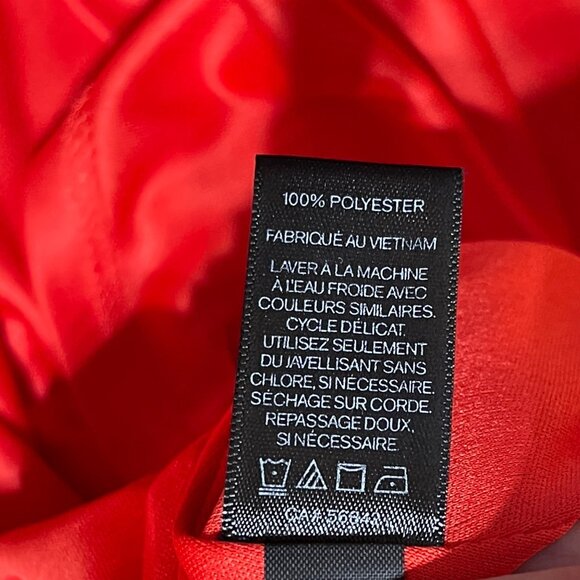 100% POLYESTER
FABRIQUÉ AU VIETNAM
LAVER À LA MACHINE
À L'EAU FROIDE AVEC
COULEURS SIMILAIRES.
CYCLE DÉLICAT.
UTILISEZ SEULEMENT
DU JAVELLISANT SANS
CHLORE, SI NÉCESSAIRE.
SÉCHAGE SUR CORDE.
REPASSAGE DOUX,
SI NÉCESSAIRE.